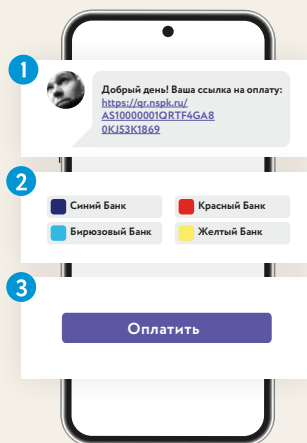 1
Добрый день! Ваша ссылка на оплату:
https://qr.nspk.ru/
AS10000001QRTF4GA8
0KJ53K1869
2
Синий Банк
Красный Банк
Бирюзовый Банк
Желтый Банк
3
Оплатить